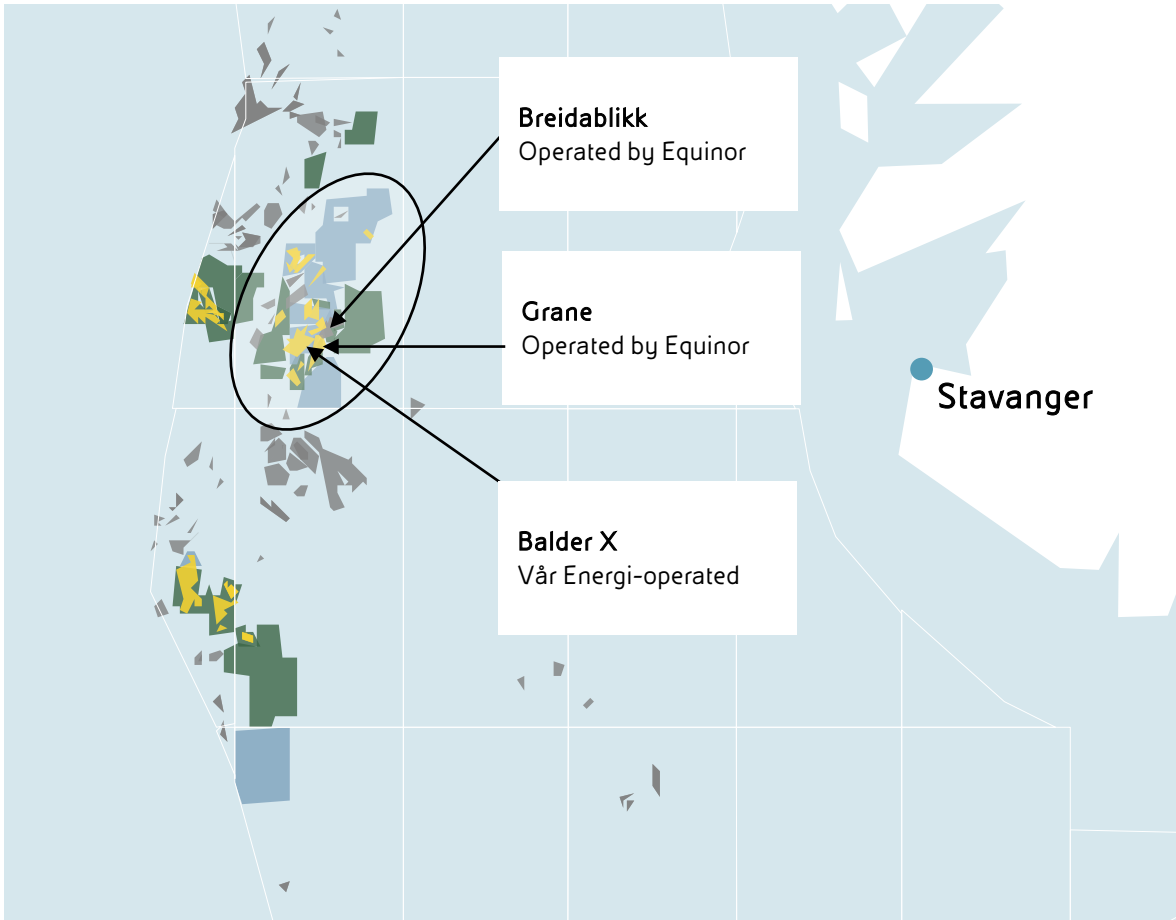 Breidablikk
Operated by Equinor
Grane
Operated by Equinor
Stavanger
Balder X
Vår Energi-operated